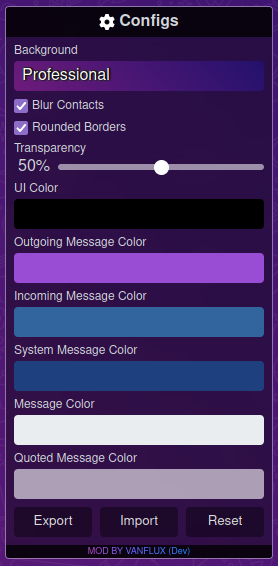 Configs
Background
Professional
Blur Contacts
Rounded Borders
Transparency
50%
UI Color
Outgoing Message Color
Incoming Message Color
System Message Color
Message Color
Quoted Message Color
Export Import Reset
MOD BY VANFLUX (Dev)